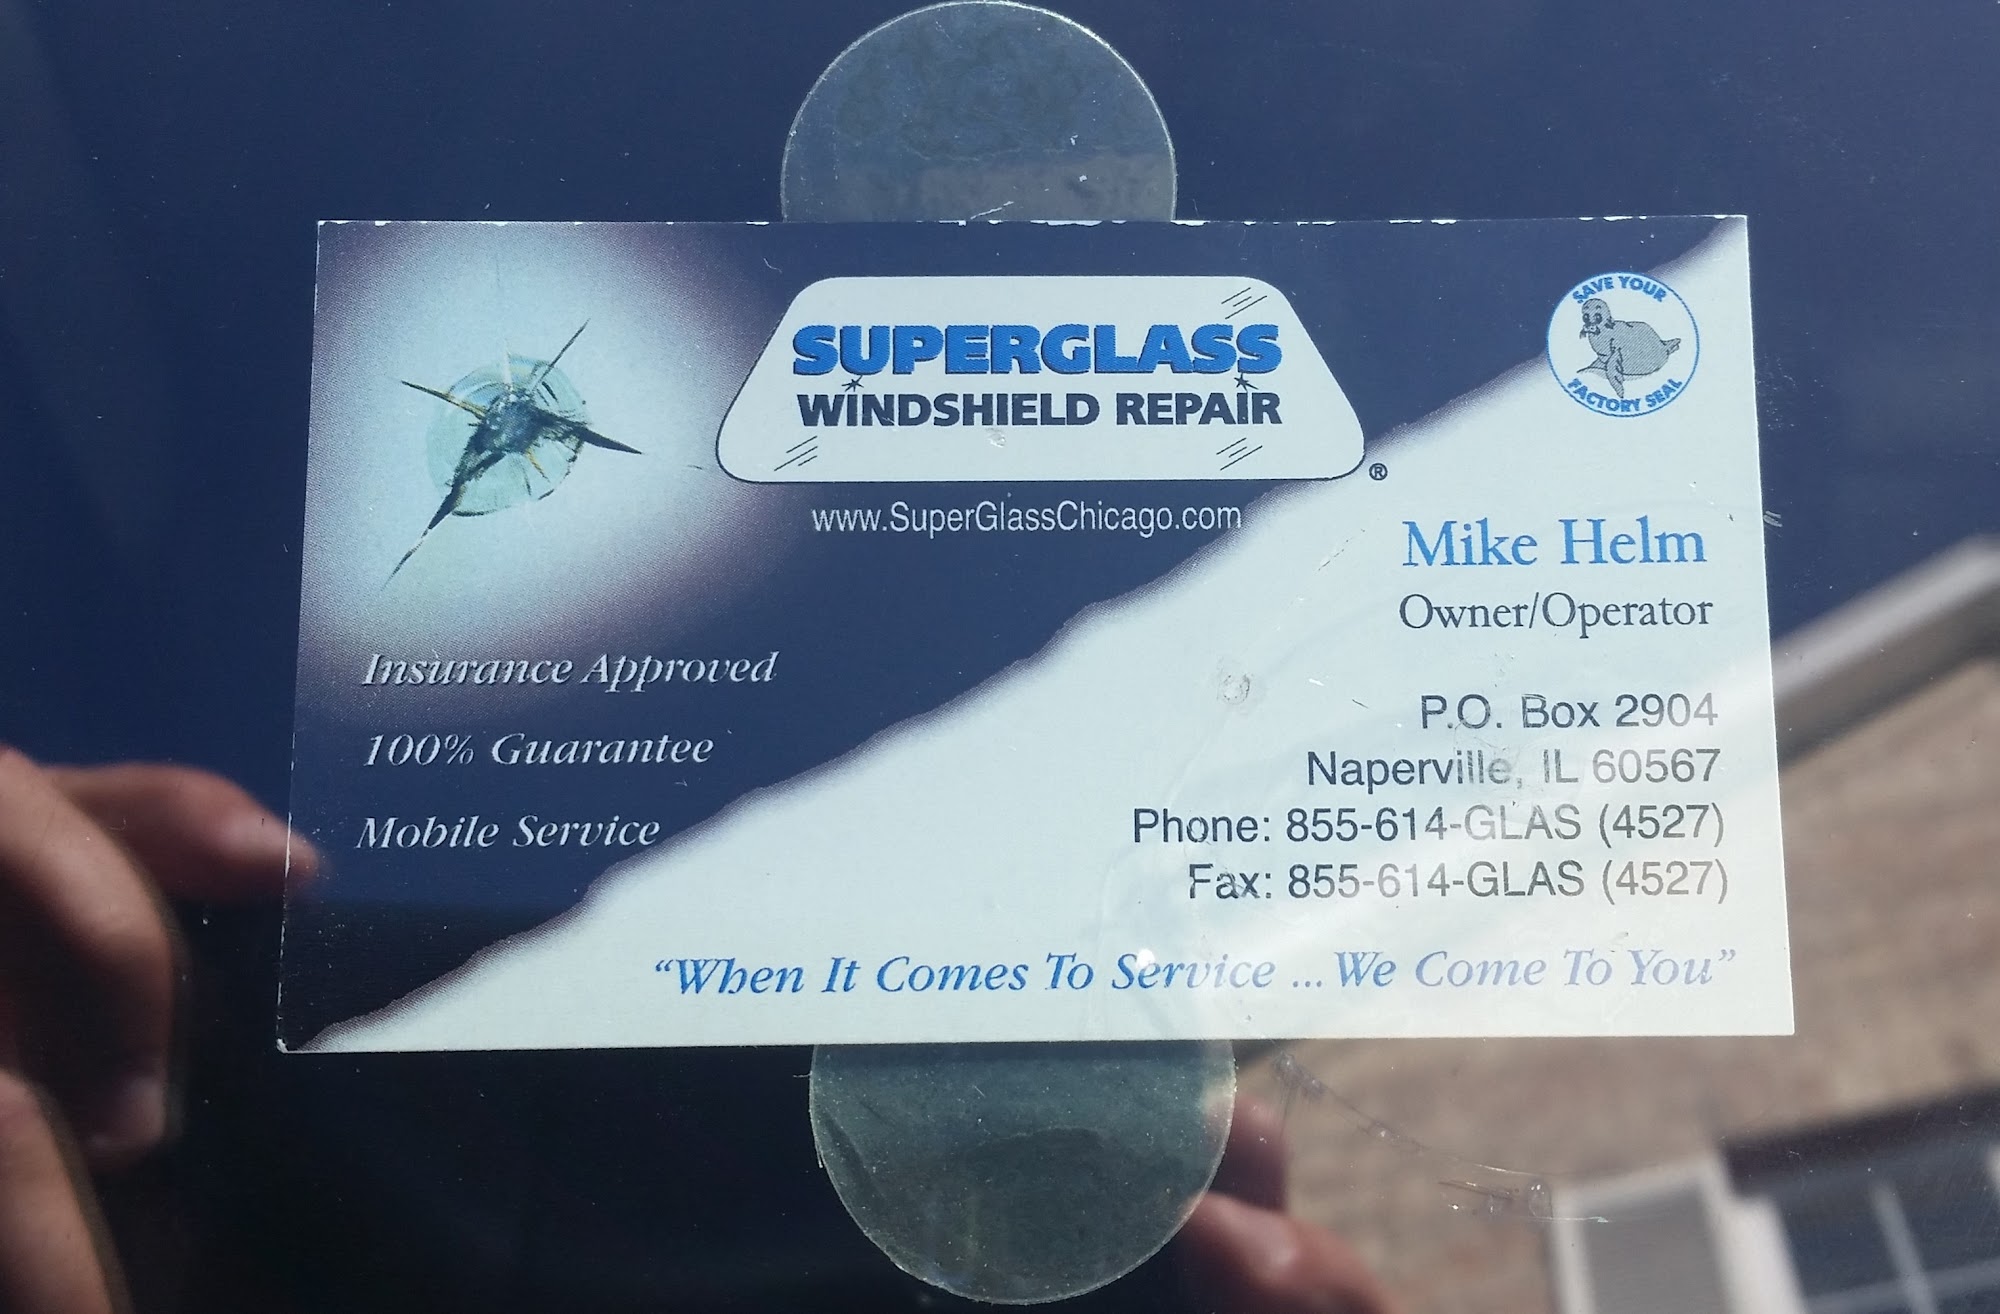 SUPERGLASS
WINDSHIELD REPAIR
®
www.SuperGlassChicago.com
SAVE YOUR
FACTORY SEAL
Mike Helm
Owner/Operator
Insurance Approved
100% Guarantee
Mobile Service
P.O. Box 2904
Naperville, IL 60567
Phone: 855-614-GLAS (4527)
Fax: 855-614-GLAS (4527)
“When It Comes To Service ... We Come To You”